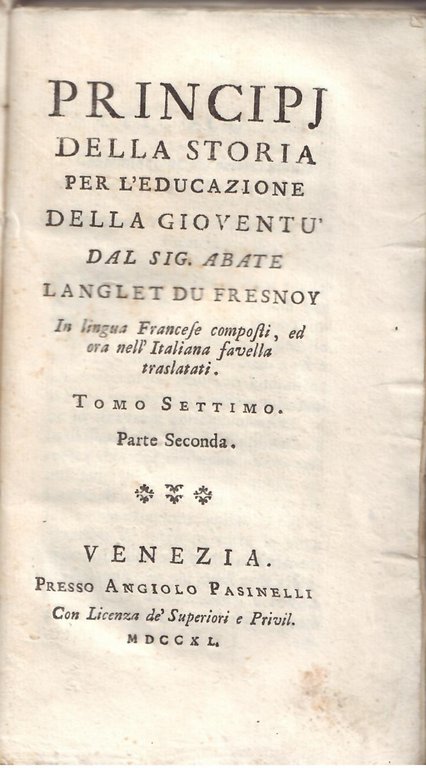 PRINCIPJ
DELLA STORIA
PER L'EDUCAZIONE
DELLA GIOVENTU'
DAL SIG. ABATE
LANGLET DU FRESNOY
In lingua Franceſe compoſti, ed
ora nell' Italiana favella
traslatati.
TOMO SETTIMO.
Parte Seconda.
VENEZIA.
PRESSO ANGIOLO PASINELLI
Con Licenza de' Superiori e Privil.
MDCCXL.